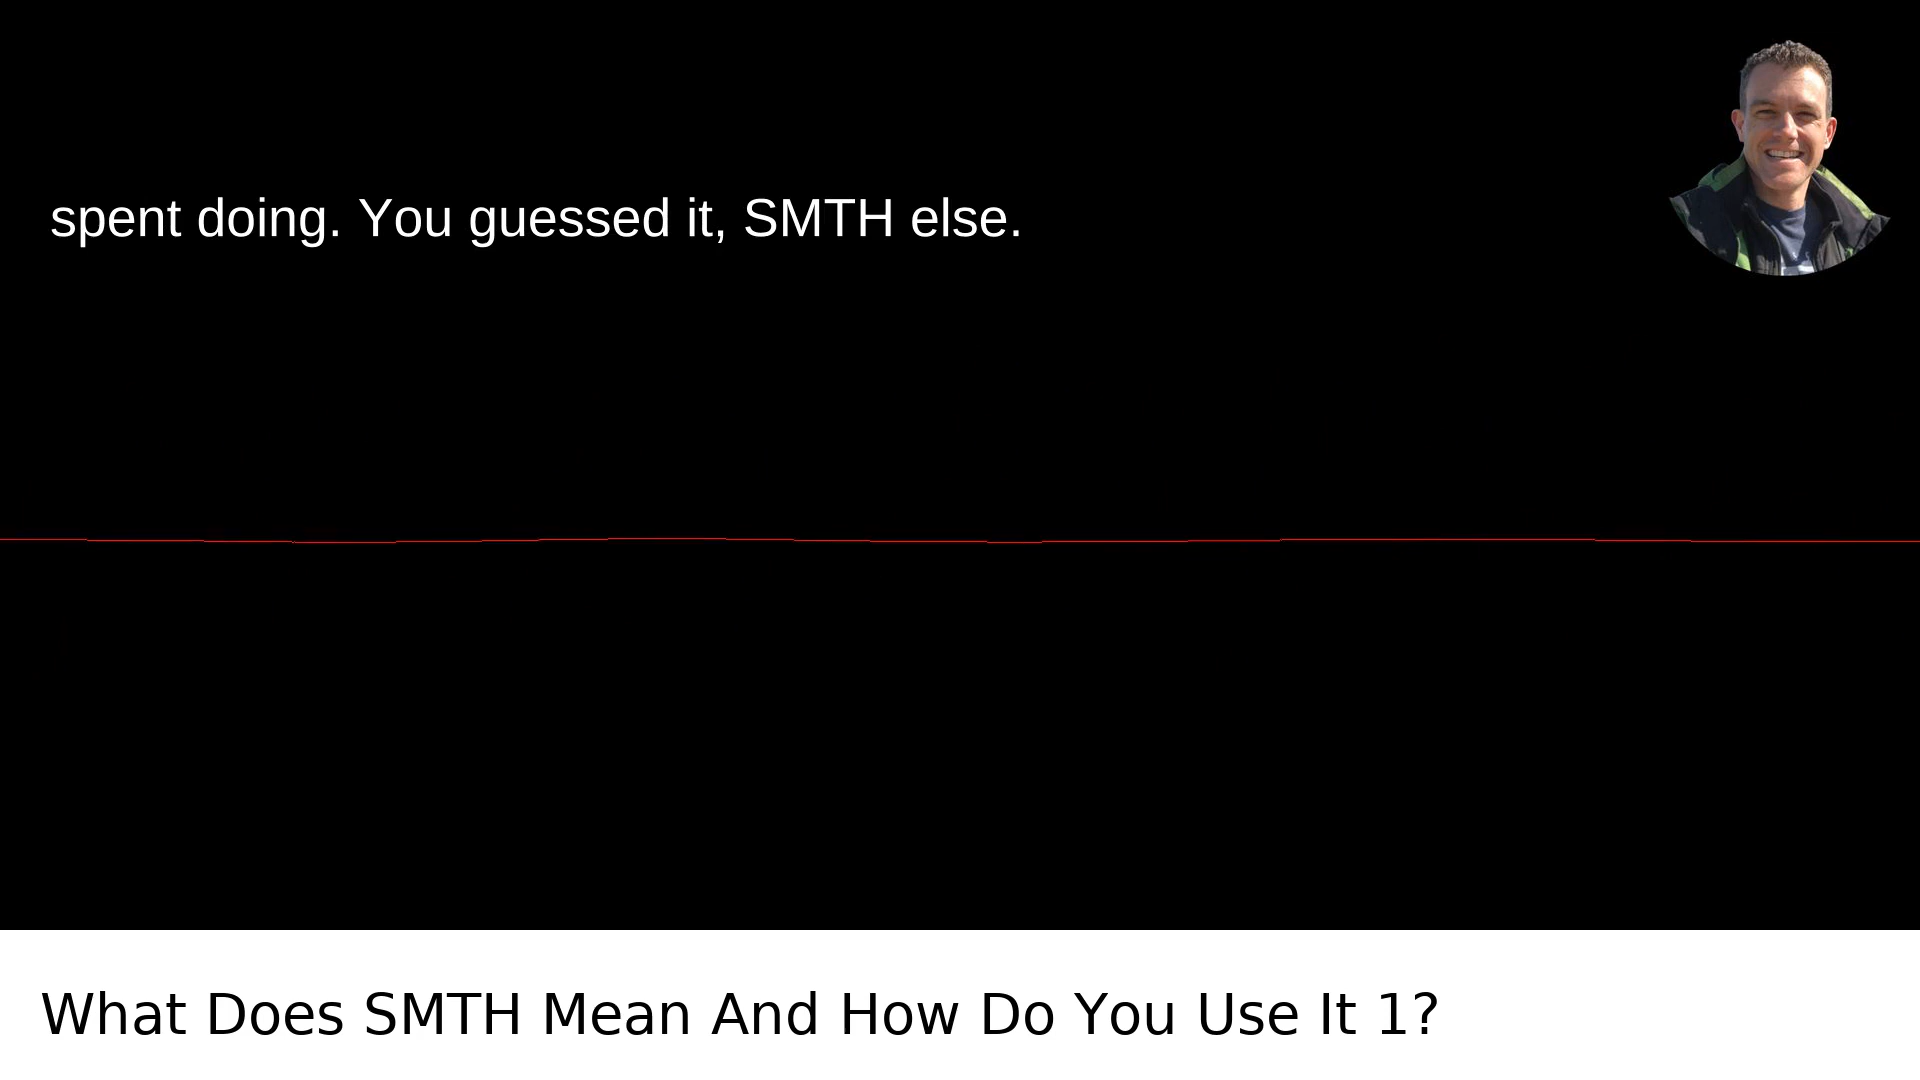 spent doing. You guessed it, SMTH else.
What Does SMTH Mean And How Do You Use It 1?